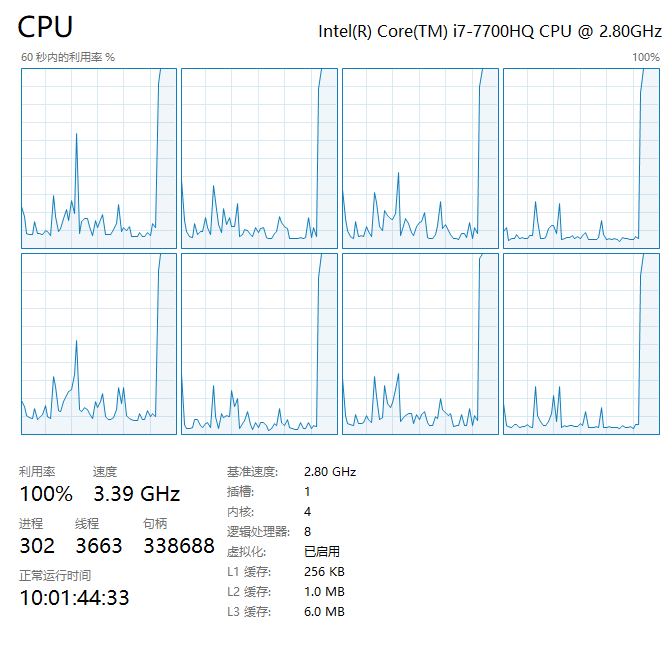 CPU
Intel(R) Core(TM) i7-7700HQ CPU @ 2.80GHz
60 秒内的利用率 %
100%
利用率
速度
100%
3.39 GHz
进程
线程
句柄
302
3663
338688
正常运行时间
10:01:44:33
基准速度:
2.80 GHz
插槽:
1
内核:
4
逻辑处理器:
8
虚拟化:
已启用
L1 缓存:
256 KB
L2 缓存:
1.0 MB
L3 缓存:
6.0 MB